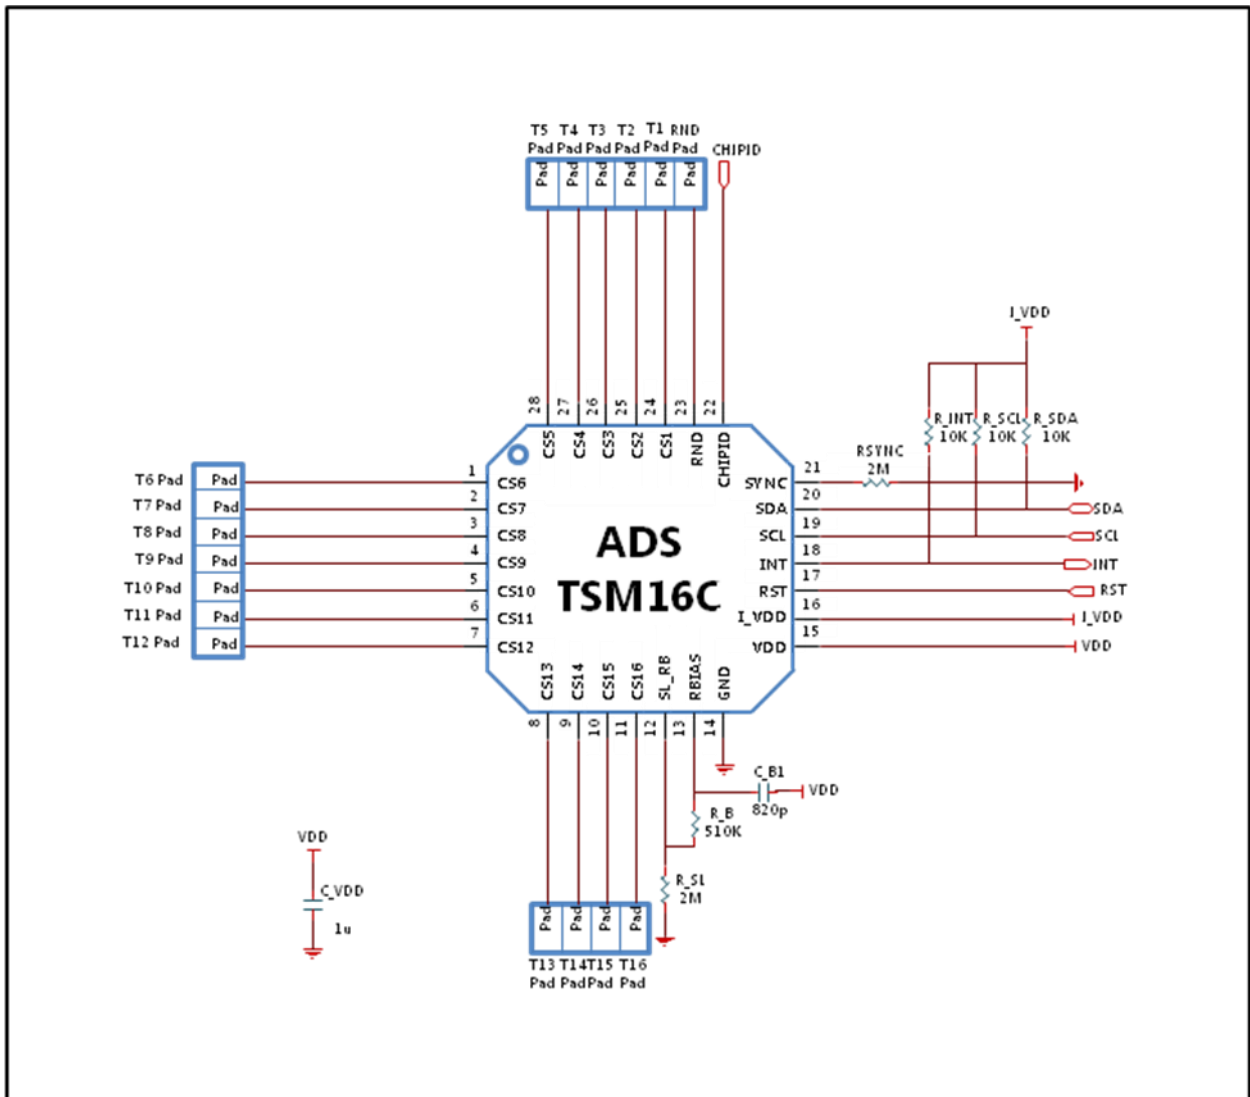 T5 T4 T3 T2 T1 RND
Pad Pad Pad Pad Pad Pad
CHIPID
Pad Pad Pad Pad Pad Pad
J_VDD
28 27 26 25 24 23 22
R_INT R_SCL R_SDA
10K 10K 10K
CS5 CS4 CS3 CS2 CS1 RND CHIPID
RSYNC
2M
T6 Pad Pad 1 CS6
SYNC 21
T7 Pad Pad 2 CS7
SDA 20 SDA
T8 Pad Pad 3 CS8
SCL 19 SCL
T9 Pad Pad 4 CS9
INT 18 INT
T10 Pad Pad 5 CS10
RST 17 RST
T11 Pad Pad 6 CS11
I_VDD 16 J_VDD
T12 Pad Pad 7 CS12
VDD 15 VDD
ADS
TSM16C
CS13 CS14 CS15 CS16 SL_RB RBIAS GND
8 9 10 11 12 13 14
C_B1
820p
VDD
R_B
510K
R_SL
2M
VDD
C_VDD
1u
Pad Pad Pad Pad
T13 T14 T15 T16
Pad Pad Pad Pad